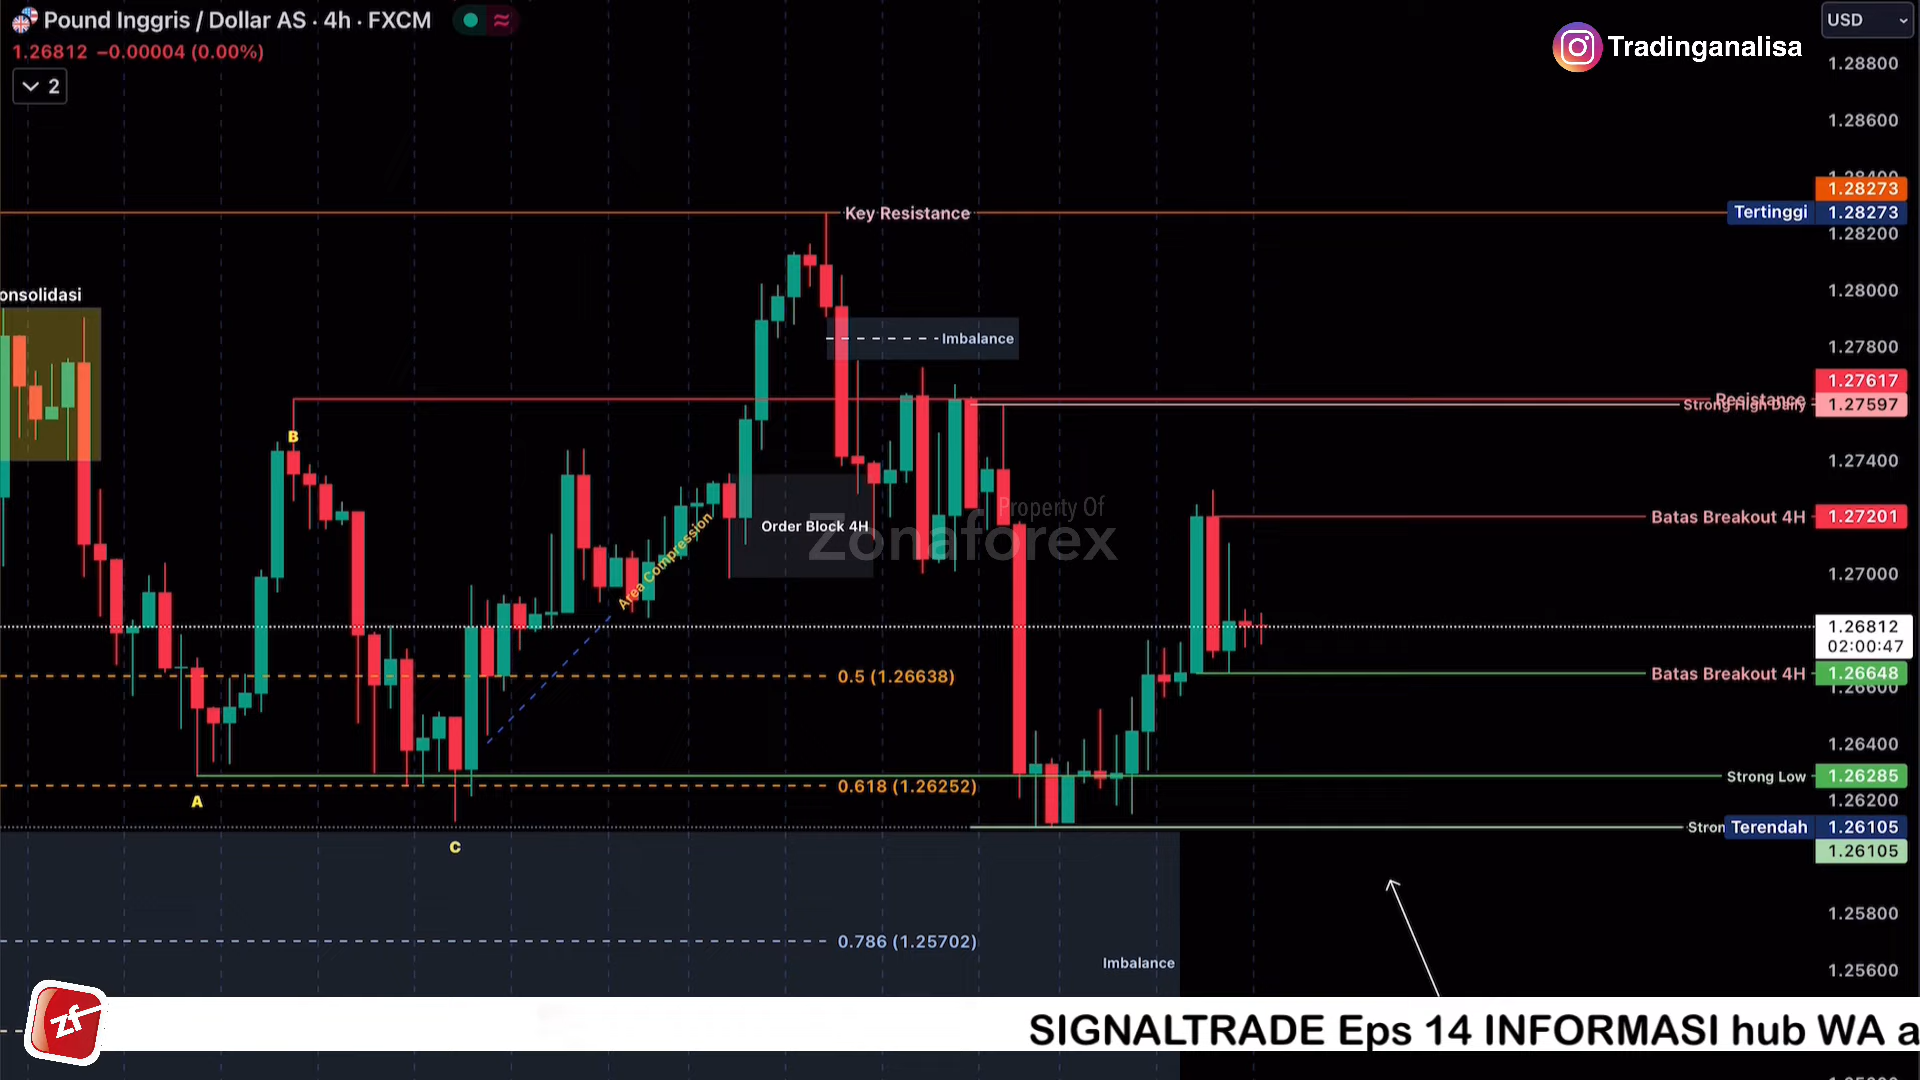 Pound Inggris / Dollar AS · 4h · FXCM
1.26812 −0.00004 (0.00%)
2
Tradinganalisa
USD
1.28800
1.28600
1.28400
1.28273
Key Resistance
Tertinggi 1.28273
1.28200
onsolidasi
1.28000
Imbalance
1.27800
1.27617
Resistance
Strong High Daily 1.27597
B
1.27400
Property Of
Zonaforex
Order Block 4H
Batas Breakout 4H 1.27201
Area Compression
1.27000
1.26812
02:00:47
0.5 (1.26638)
Batas Breakout 4H 1.26648
1.26600
1.26400
Strong Low 1.26285
0.618 (1.26252)
A
1.26200
Stron Terendah 1.26105
C
1.26105
1.25800
0.786 (1.25702)
Imbalance
1.25600
zf
SIGNALTRADE Eps 14 INFORMASI hub WA a